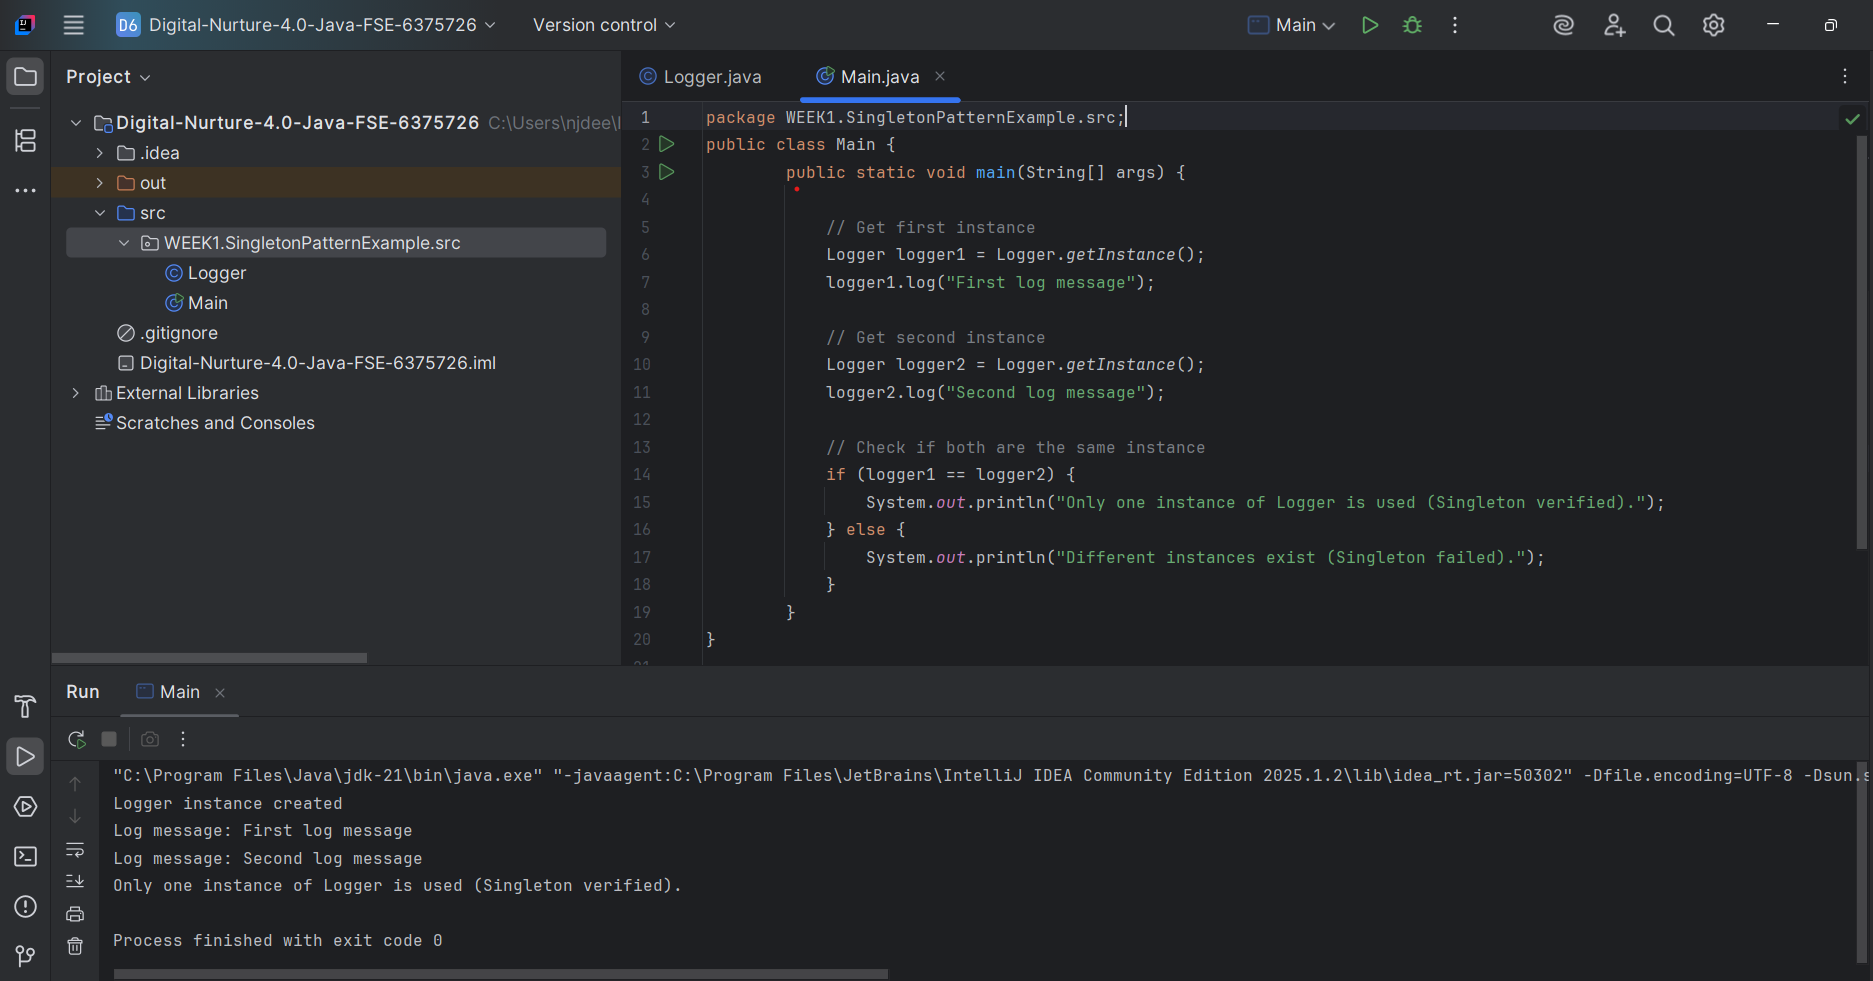 D6 Digital-Nurture-4.0-Java-FSE-6375726 Version control Main
Project
Digital-Nurture-4.0-Java-FSE-6375726 C:\Users\njdee\
.idea
out
src
WEEK1.SingletonPatternExample.src
Logger
Main
.gitignore
Digital-Nurture-4.0-Java-FSE-6375726.iml
External Libraries
Scratches and Consoles
Logger.java Main.java
1 package WEEK1.SingletonPatternExample.src;
2 public class Main {
3 public static void main(String[] args) {
4
5 // Get first instance
6 Logger logger1 = Logger.getInstance();
7 logger1.log("First log message");
8
9 // Get second instance
10 Logger logger2 = Logger.getInstance();
11 logger2.log("Second log message");
12
13 // Check if both are the same instance
14 if (logger1 == logger2) {
15 System.out.println("Only one instance of Logger is used (Singleton verified).");
16 } else {
17 System.out.println("Different instances exist (Singleton failed).");
18 }
19 }
20 }
21
Run Main
"C:\Program Files\Java\jdk-21\bin\java.exe" "-javaagent:C:\Program Files\JetBrains\IntelliJ IDEA Community Edition 2025.1.2\lib\idea_rt.jar=50302" -Dfile.encoding=UTF-8 -Dsun.s
Logger instance created
Log message: First log message
Log message: Second log message
Only one instance of Logger is used (Singleton verified).
Process finished with exit code 0